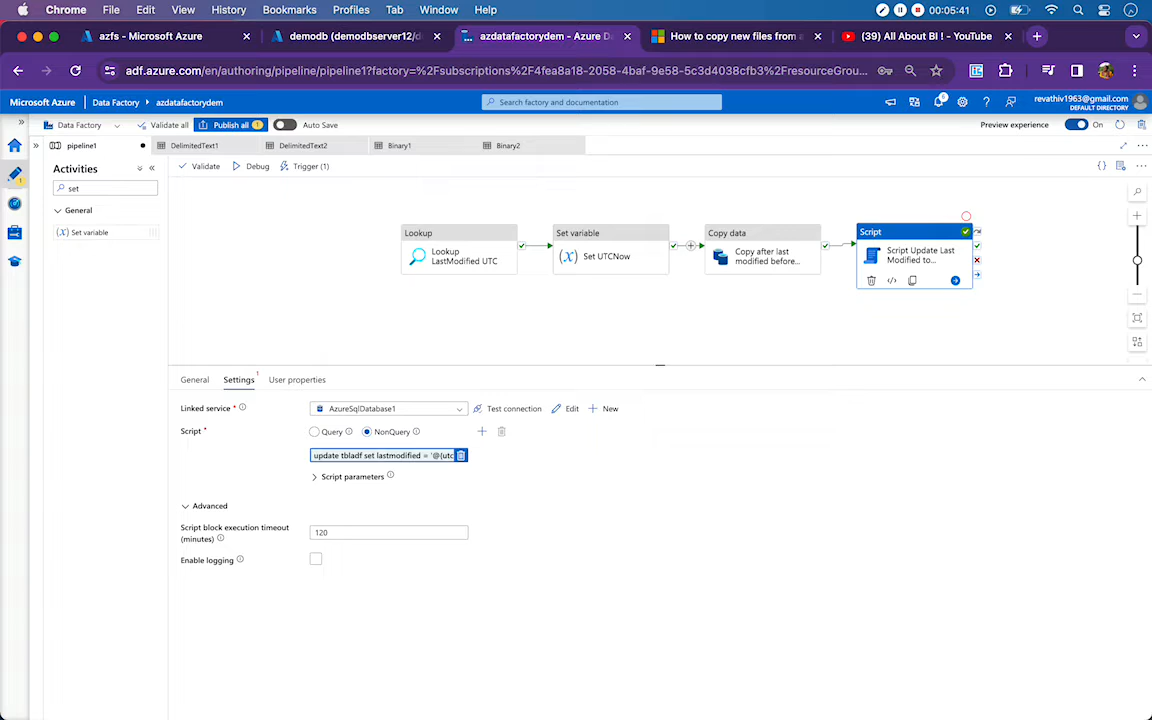 Chrome File Edit View History Bookmarks Profiles Tab Window Help 00:05:41
azfs - Microsoft Azure demodb (demodbserver12/d azdatafactorydem - Azure D How to copy new files from a (39) All About BI ! - YouTube
adf.azure.com/en/authoring/pipeline/pipeline1?factory=%2Fsubscriptions%2F4fea8a18-2058-4baf-9e58-5c3d4038cfb3%2FresourceGrou...
Microsoft Azure Data Factory azdatafactorydem Search factory and documentation 5 revathiv1963@gmail.com
DEFAULT DIRECTORY
Data Factory Validate all Publish all 1 Auto Save Preview experience On
pipeline1 DelimitedText1 DelimitedText2 Binary1 Binary2
Activities Validate Debug Trigger (1)
set
General
(x) Set variable
Lookup
Lookup
LastModified UTC
Set variable
(x) Set UTCNow
Copy data
Copy after last
modified before...
Script
Script Update Last
Modified to...
General Settings 1 User properties
Linked service * AzureSqlDatabase1 Test connection Edit New
Script * Query NonQuery
update tbladf set lastmodified = '@{utc
Script parameters
Advanced
Script block execution timeout
(minutes) 120
Enable logging